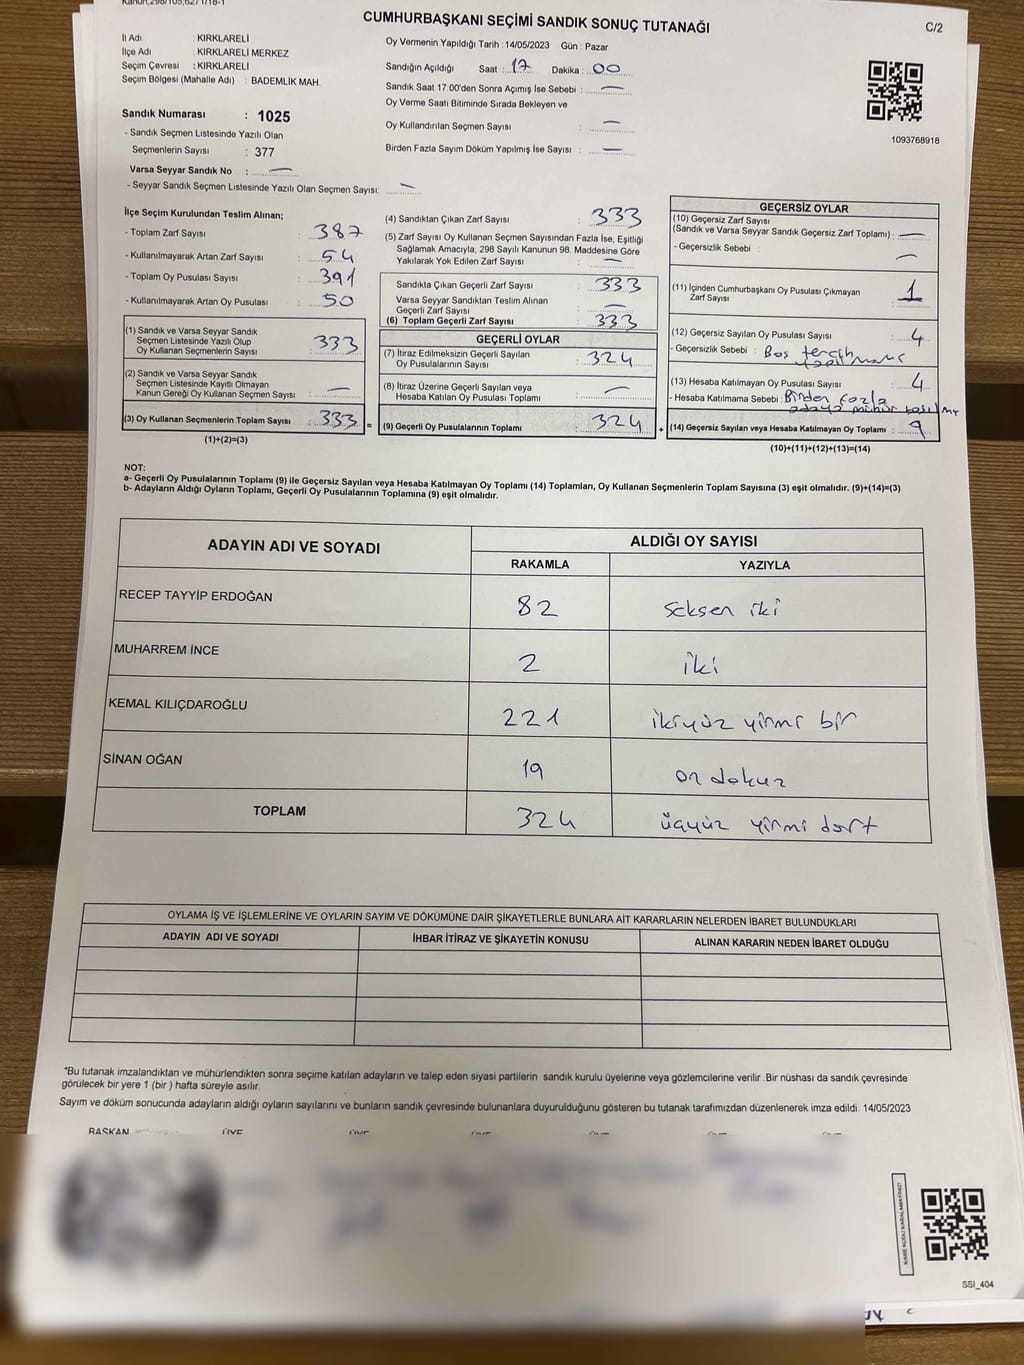 CUMHURBAŞKANI SEÇİMİ SANDIK SONUÇ TUTANAĞI
C/2
İl Adı : KIRKLARELİ
İlçe Adı : KIRKLARELİ MERKEZ
Seçim Çevresi : KIRKLARELİ
Seçim Bölgesi (Mahalle Adı) : BADEMLİK MAH.
Sandık Numarası : 1025
- Sandık Seçmen Listesinde Yazılı Olan
Seçmenlerin Sayısı : 377
Varsa Seyyar Sandık No : —
- Seyyar Sandık Seçmen Listesinde Yazılı Olan Seçmen Sayısı: —
Oy Vermenin Yapıldığı Tarih : 14/05/2023 Gün : Pazar
Sandığın Açıldığı Saat : 17 Dakika : 00
Sandık Saat 17:00'den Sonra Açımış İse Sebebi : —
Oy Verme Saati Bitiminde Sırada Bekleyen ve
Oy Kullandırılan Seçmen Sayısı : —
Birden Fazla Sayım Döküm Yapılmış İse Sayısı : —
1093768918
İlçe Seçim Kurulundan Teslim Alınan;
- Toplam Zarf Sayısı : 387
- Kullanılmayarak Artan Zarf Sayısı : 54
- Toplam Oy Pusulası Sayısı : 391
- Kullanılmayarak Artan Oy Pusulası : 50
(1) Sandık ve Varsa Seyyar Sandık
Seçmen Listesinde Yazılı Olup
Oy Kullanan Seçmenlerin Sayısı : 333
(2) Sandık ve Varsa Seyyar Sandık
Seçmen Listesinde Kayıtlı Olmayan
Kanun Gereği Oy Kullanan Seçmen Sayısı : —
(3) Oy Kullanan Seçmenlerin Toplam Sayısı : 333 =
(1)+(2)=(3)
(4) Sandıktan Çıkan Zarf Sayısı : 333
(5) Zarf Sayısı Oy Kullanan Seçmen Sayısından Fazla İse, Eşitliği
Sağlamak Amacıyla; 298 Sayılı Kanunun 98. Maddesine Göre
Yakılarak Yok Edilen Zarf Sayısı : —
Sandıkta Çıkan Geçerli Zarf Sayısı : 333
Varsa Seyyar Sandıktan Teslim Alınan
Geçerli Zarf Sayısı : —
(6) Toplam Geçerli Zarf Sayısı : 333
GEÇERLİ OYLAR
(7) İtiraz Edilmeksizin Geçerli Sayılan
Oy Pusulalarının Sayısı : 324
(8) İtiraz Üzerine Geçerli Sayılan veya
Hesaba Katılan Oy Pusulası Toplamı : —
(9) Geçerli Oy Pusulalarının Toplamı : 324 +
GEÇERSİZ OYLAR
(10) Geçersiz Zarf Sayısı
(Sandık ve Varsa Seyyar Sandık Geçersiz Zarf Toplamı) : —
- Geçersizlik Sebebi : —
(11) İçinden Cumhurbaşkanı Oy Pusulası Çıkmayan
Zarf Sayısı : 1
(12) Geçersiz Sayılan Oy Pusulası Sayısı : 4
- Geçersizlik Sebebi : Boş tercih
(13) Hesaba Katılmayan Oy Pusulası Sayısı : 4
- Hesaba Katılmama Sebebi : Birden fazla
adaya mühür
(14) Geçersiz Sayılan veya Hesaba Katılmayan Oy Toplamı : 9
(10)+(11)+(12)+(13)=(14)
NOT:
a- Geçerli Oy Pusulalarının Toplamı (9) ile Geçersiz Sayılan veya Hesaba Katılmayan Oy Toplamı (14) Toplamları, Oy Kullanan Seçmenlerin Toplam Sayısına (3) eşit olmalıdır. (9)+(14)=(3)
b- Adayların Aldığı Oyların Toplamı, Geçerli Oy Pusulalarının Toplamına (9) eşit olmalıdır.
ADAYIN ADI VE SOYADI ALDIĞI OY SAYISI
RAKAMLA YAZIYLA
RECEP TAYYİP ERDOĞAN 82 Seksen iki
MUHARREM İNCE 2 iki
KEMAL KILIÇDAROĞLU 221 ikiyüz yirmi bir
SİNAN OĞAN 19 on dokuz
TOPLAM 324 üçyüz yirmi dört
OYLAMA İŞ VE İŞLEMLERİNE VE OYLARIN SAYIM VE DÖKÜMÜNE DAİR ŞİKAYETLERLE BUNLARA AİT KARARLARIN NELERDEN İBARET BULUNDUKLARI
ADAYIN ADI VE SOYADI İHBAR İTİRAZ VE ŞİKAYETİN KONUSU ALINAN KARARIN NEDEN İBARET OLDUĞU
"Bu tutanak imzalandıktan ve mühürlendikten sonra seçime katılan adayların ve talep eden siyasi partilerin sandık kurulu üyelerine veya gözlemcilerine verilir .Bir nüshası da sandık çevresinde
görülecek bir yere 1 (bir ) hafta süreyle asılır.
Sayım ve döküm sonucunda adayların aldığı oyların sayılarını ve bunların sandık çevresinde bulunanlara duyurulduğunu gösteren bu tutanak tarafımızdan düzenlenerek imza edildi. 14/05/2023
BAŞKAN ÜYE
SSI_404